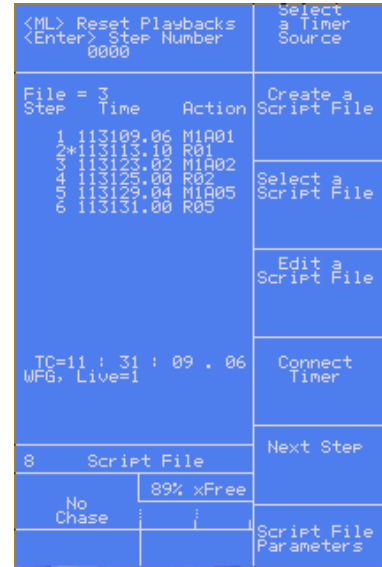 <ML> Reset Playbacks
<Enter> Step Number
0000
File = 3
Step Time Action
1 113109.06 M1A01
2*113113.10 R01
3 113123.02 M1A02
4 113125.00 R02
5 113129.04 M1A05
6 113131.00 R05
TC=11 : 31 : 09 . 06
WFG, Live=1
8 Script File
89% xFree
No
Chase
Select
a Timer
Source
Create a
Script File
Select a
Script File
Edit a
Script File
Connect
Timer
Next Step
Script File
Parameters